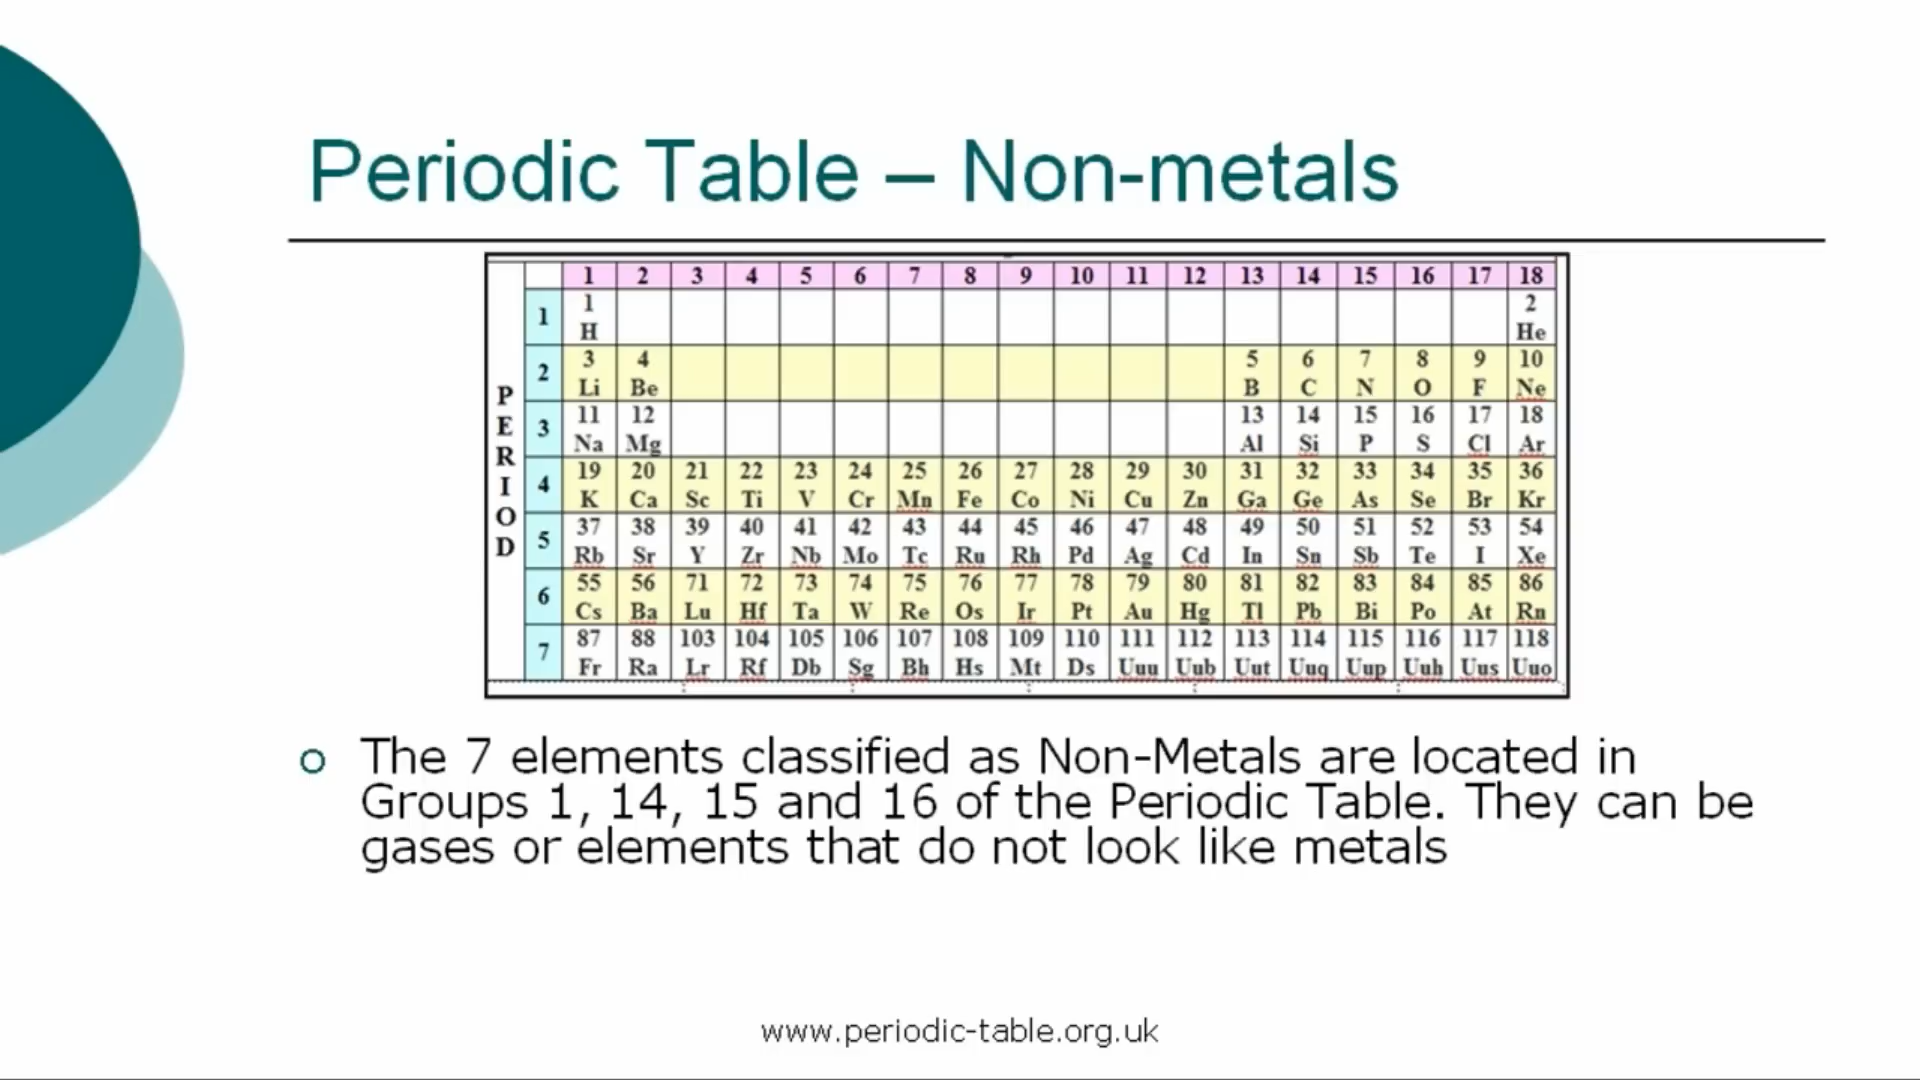 Periodic Table – Non-metals
1 2 3 4 5 6 7 8 9 10 11 12 13 14 15 16 17 18
PERIOD
1
1 2
H He
2
3 4 5 6 7 8 9 10
Li Be B C N O F Ne
3
11 12 13 14 15 16 17 18
Na Mg Al Si P S Cl Ar
4
19 20 21 22 23 24 25 26 27 28 29 30 31 32 33 34 35 36
K Ca Sc Ti V Cr Mn Fe Co Ni Cu Zn Ga Ge As Se Br Kr
5
37 38 39 40 41 42 43 44 45 46 47 48 49 50 51 52 53 54
Rb Sr Y Zr Nb Mo Tc Ru Rh Pd Ag Cd In Sn Sb Te I Xe
6
55 56 71 72 73 74 75 76 77 78 79 80 81 82 83 84 85 86
Cs Ba Lu Hf Ta W Re Os Ir Pt Au Hg Tl Pb Bi Po At Rn
7
87 88 103 104 105 106 107 108 109 110 111 112 113 114 115 116 117 118
Fr Ra Lr Rf Db Sg Bh Hs Mt Ds Uuu Uub Uut Uuq Uup Uuh Uus Uuo
The 7 elements classified as Non-Metals are located in
Groups 1, 14, 15 and 16 of the Periodic Table. They can be
gases or elements that do not look like metals
www.periodic-table.org.uk